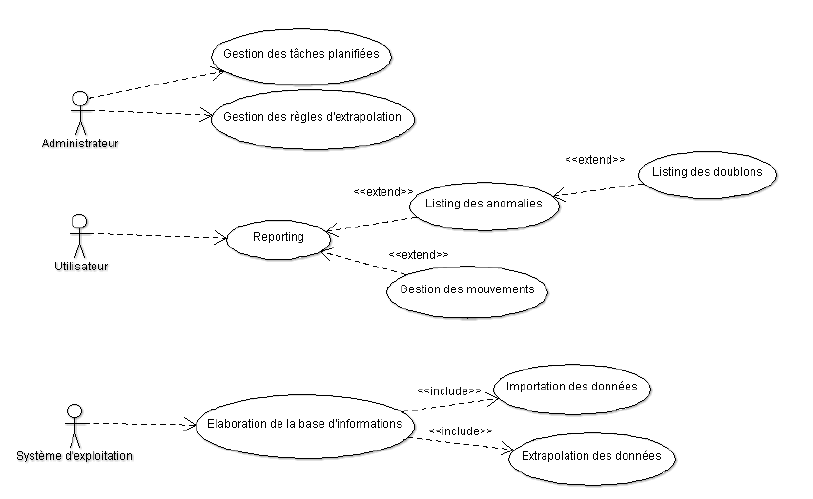 Gestion des tâches planifiées
Gestion des règles d'extrapolation
Administrateur
<<extend>>
Listing des doublons
<<extend>>
Listing des anomalies
Reporting
Utilisateur
<<extend>>
Gestion des mouvements
Importation des données
<<include>>
Elaboration de la base d'informations
<<include>>
Système d'exploitation
Extrapolation des données